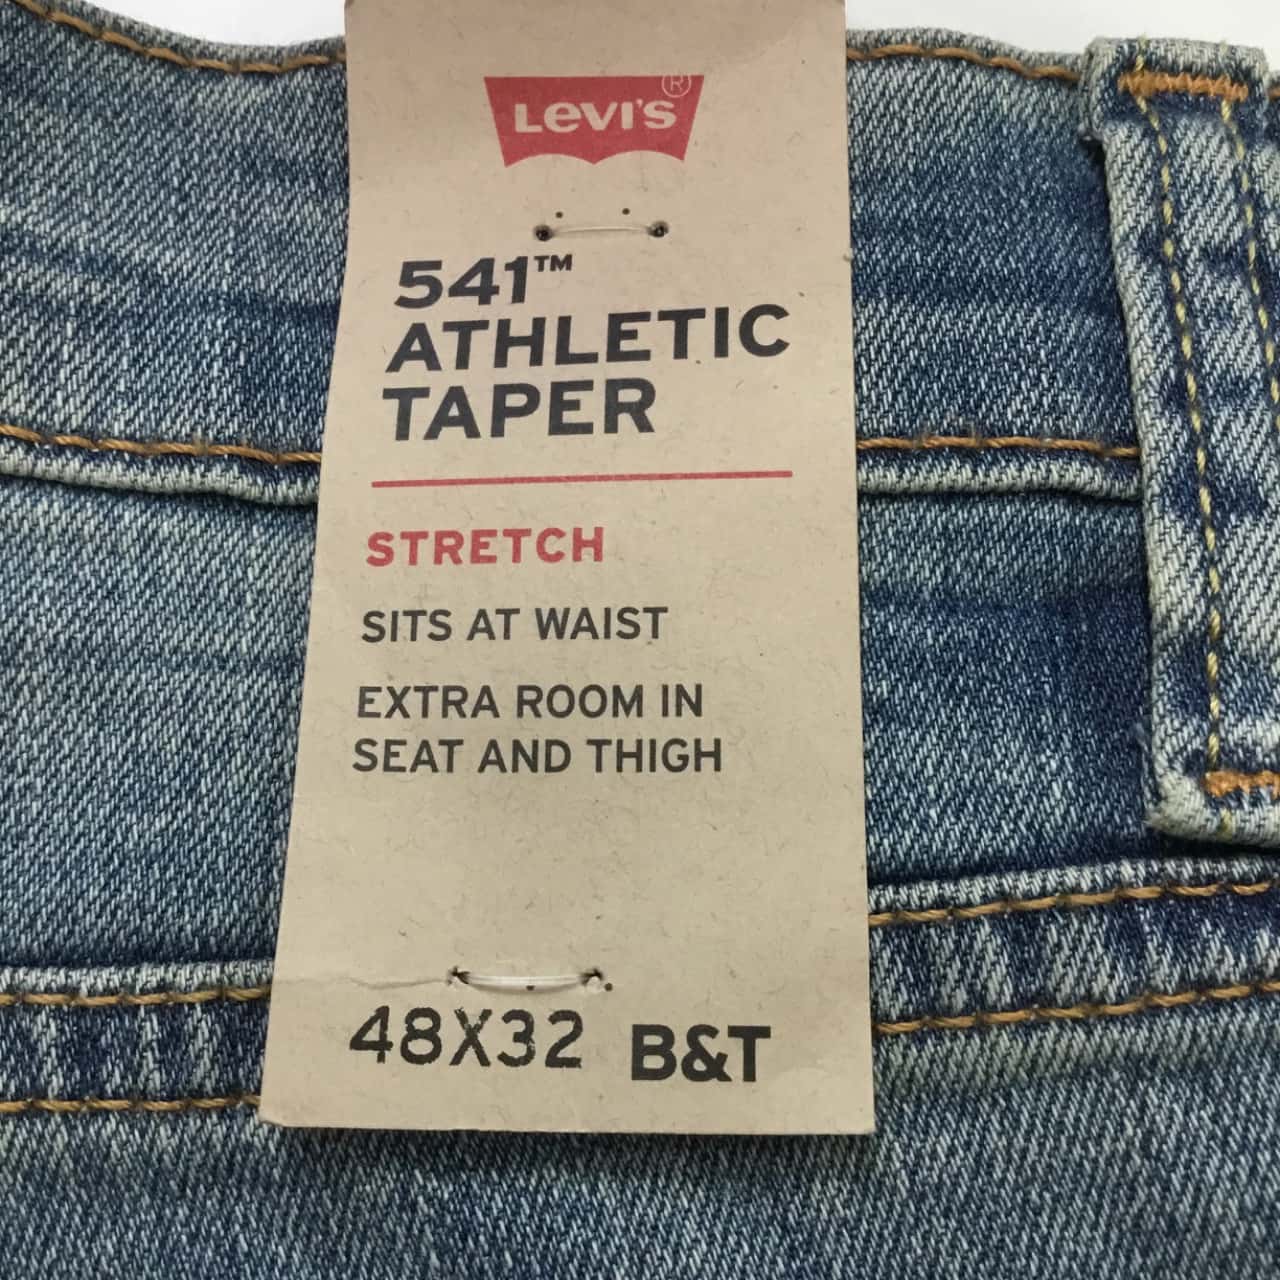 LEVI'S ®
541™
ATHLETIC
TAPER
STRETCH
SITS AT WAIST
EXTRA ROOM IN
SEAT AND THIGH
48X32 B&T